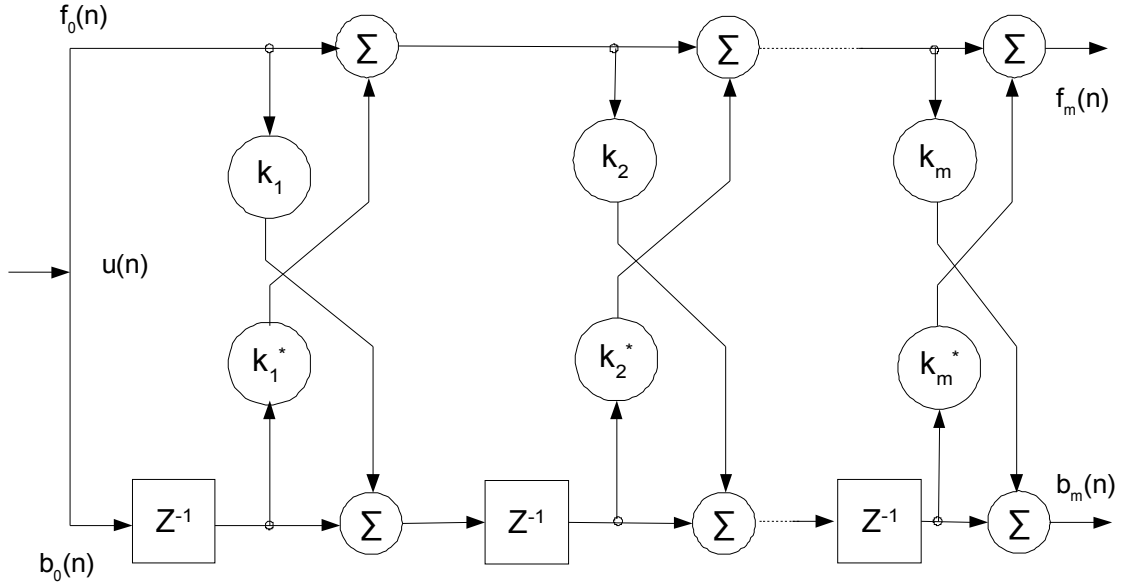 f₀(n)
Σ
Σ
Σ
fₘ(n)
k₁
k₂
kₘ
u(n)
k₁*
k₂*
kₘ*
Z⁻¹
Σ
Z⁻¹
Σ
Z⁻¹
Σ
bₘ(n)
b₀(n)